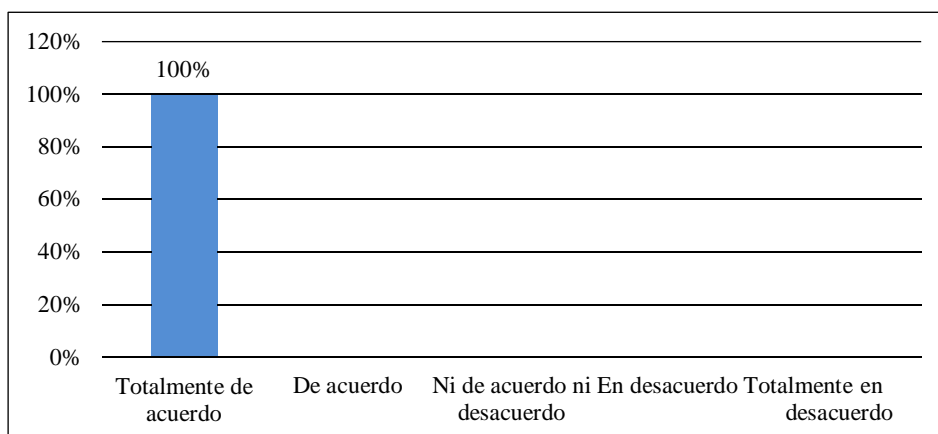 120%
100%
100%
80%
60%
40%
20%
0%
Totalmente de acuerdo
De acuerdo
Ni de acuerdo ni desacuerdo
En desacuerdo
Totalmente en desacuerdo